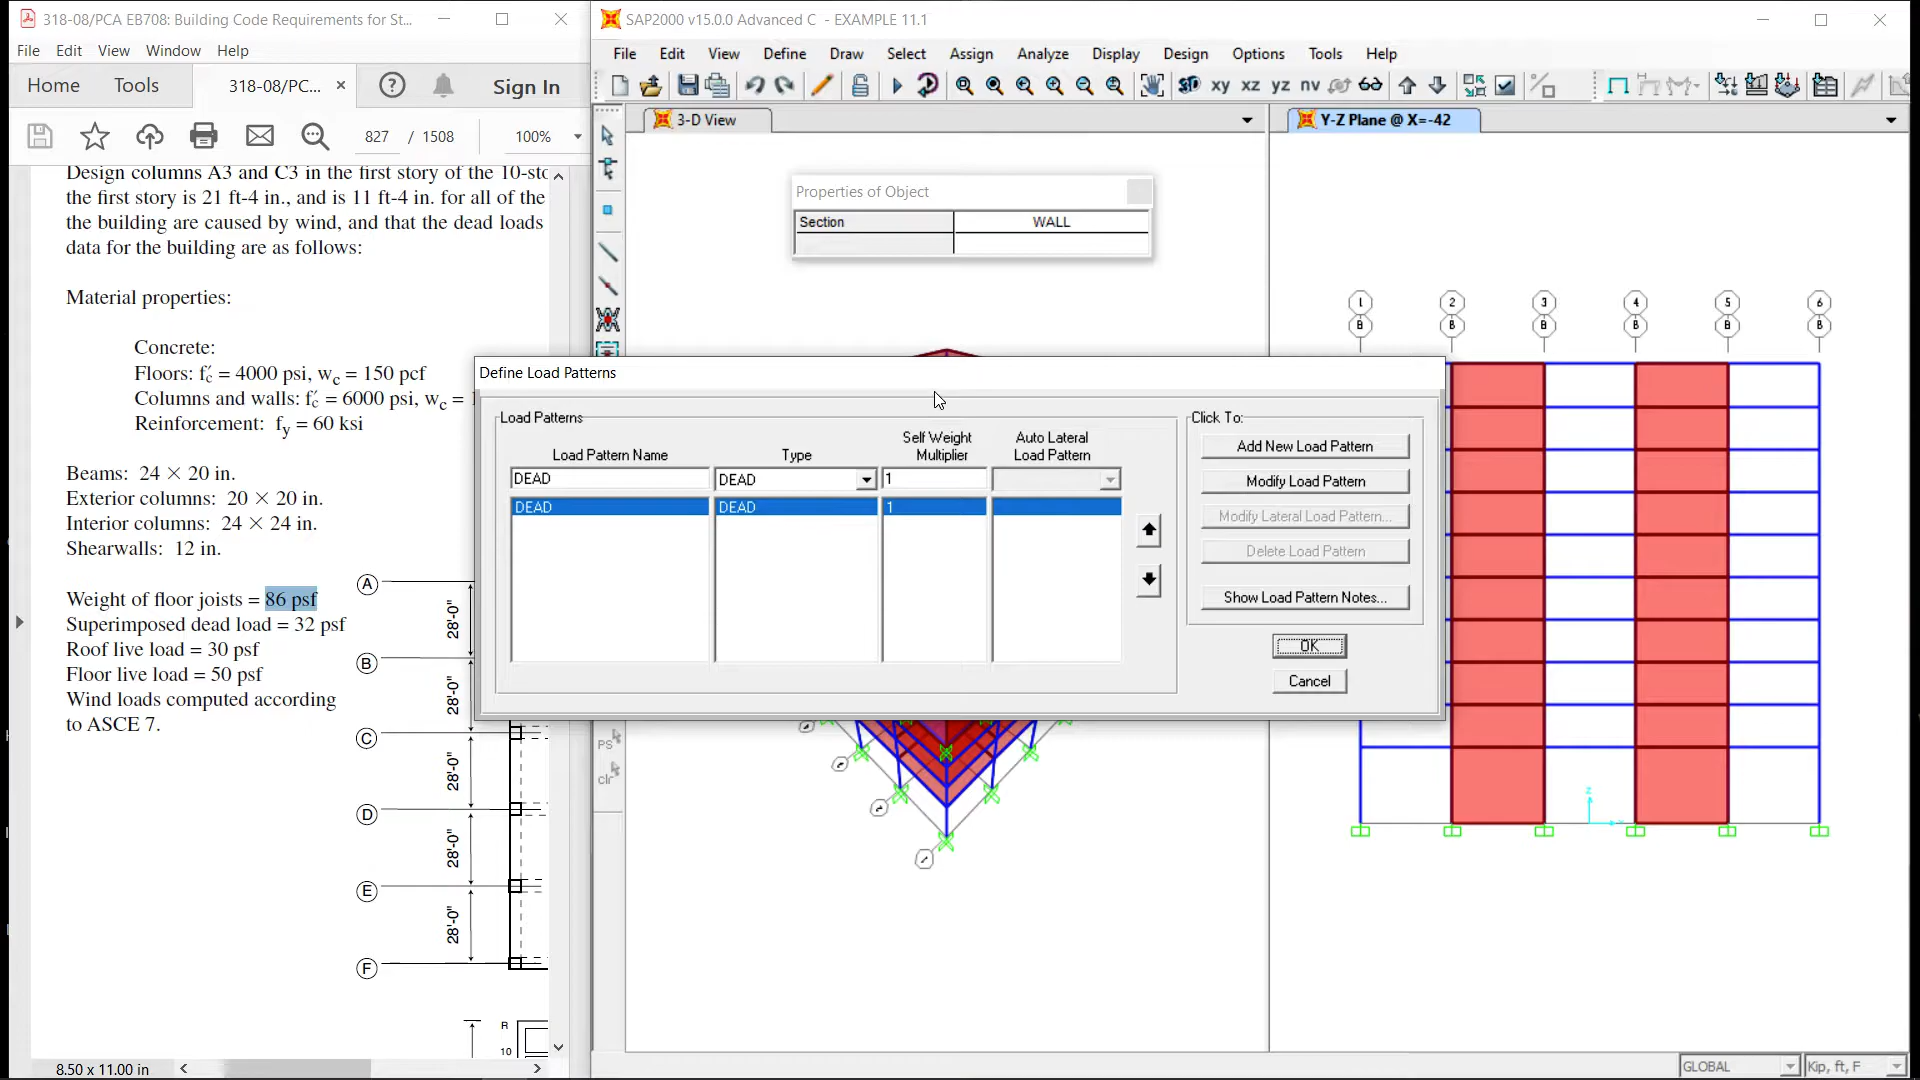 318-08/PCA EB708: Building Code Requirements for St...
File Edit View Window Help
Home Tools 318-08/PC... × Sign In
827 / 1508 100%
Design columns A3 and C3 in the first story of the 10-sto
the first story is 21 ft-4 in., and is 11 ft-4 in. for all of the
the building are caused by wind, and that the dead loads
data for the building are as follows:
Material properties:
Concrete:
Floors: f′c = 4000 psi, wc = 150 pcf
Columns and walls: f′c = 6000 psi, wc = 1
Reinforcement: fy = 60 ksi
Beams: 24 × 20 in.
Exterior columns: 20 × 20 in.
Interior columns: 24 × 24 in.
Shearwalls: 12 in.
Weight of floor joists = 86 psf
Superimposed dead load = 32 psf
Roof live load = 30 psf
Floor live load = 50 psf
Wind loads computed according
to ASCE 7.
A
28'-0"
B
28'-0"
C
28'-0"
D
28'-0"
E
28'-0"
F
R
10
8.50 x 11.00 in
SAP2000 v15.0.0 Advanced C - EXAMPLE 11.1
File Edit View Define Draw Select Assign Analyze Display Design Options Tools Help
3D xy xz yz nv
3-D View
Properties of Object
Section WALL
PS
clr
Define Load Patterns
Load Patterns
Load Pattern Name Type Self Weight Multiplier Auto Lateral Load Pattern
DEAD DEAD 1
DEAD DEAD 1
Click To:
Add New Load Pattern
Modify Load Pattern
Modify Lateral Load Pattern...
Delete Load Pattern
Show Load Pattern Notes...
OK
Cancel
Y-Z Plane @ X=-42
1 2 3 4 5 6
B B B B B B
Z
GLOBAL Kip, ft, F